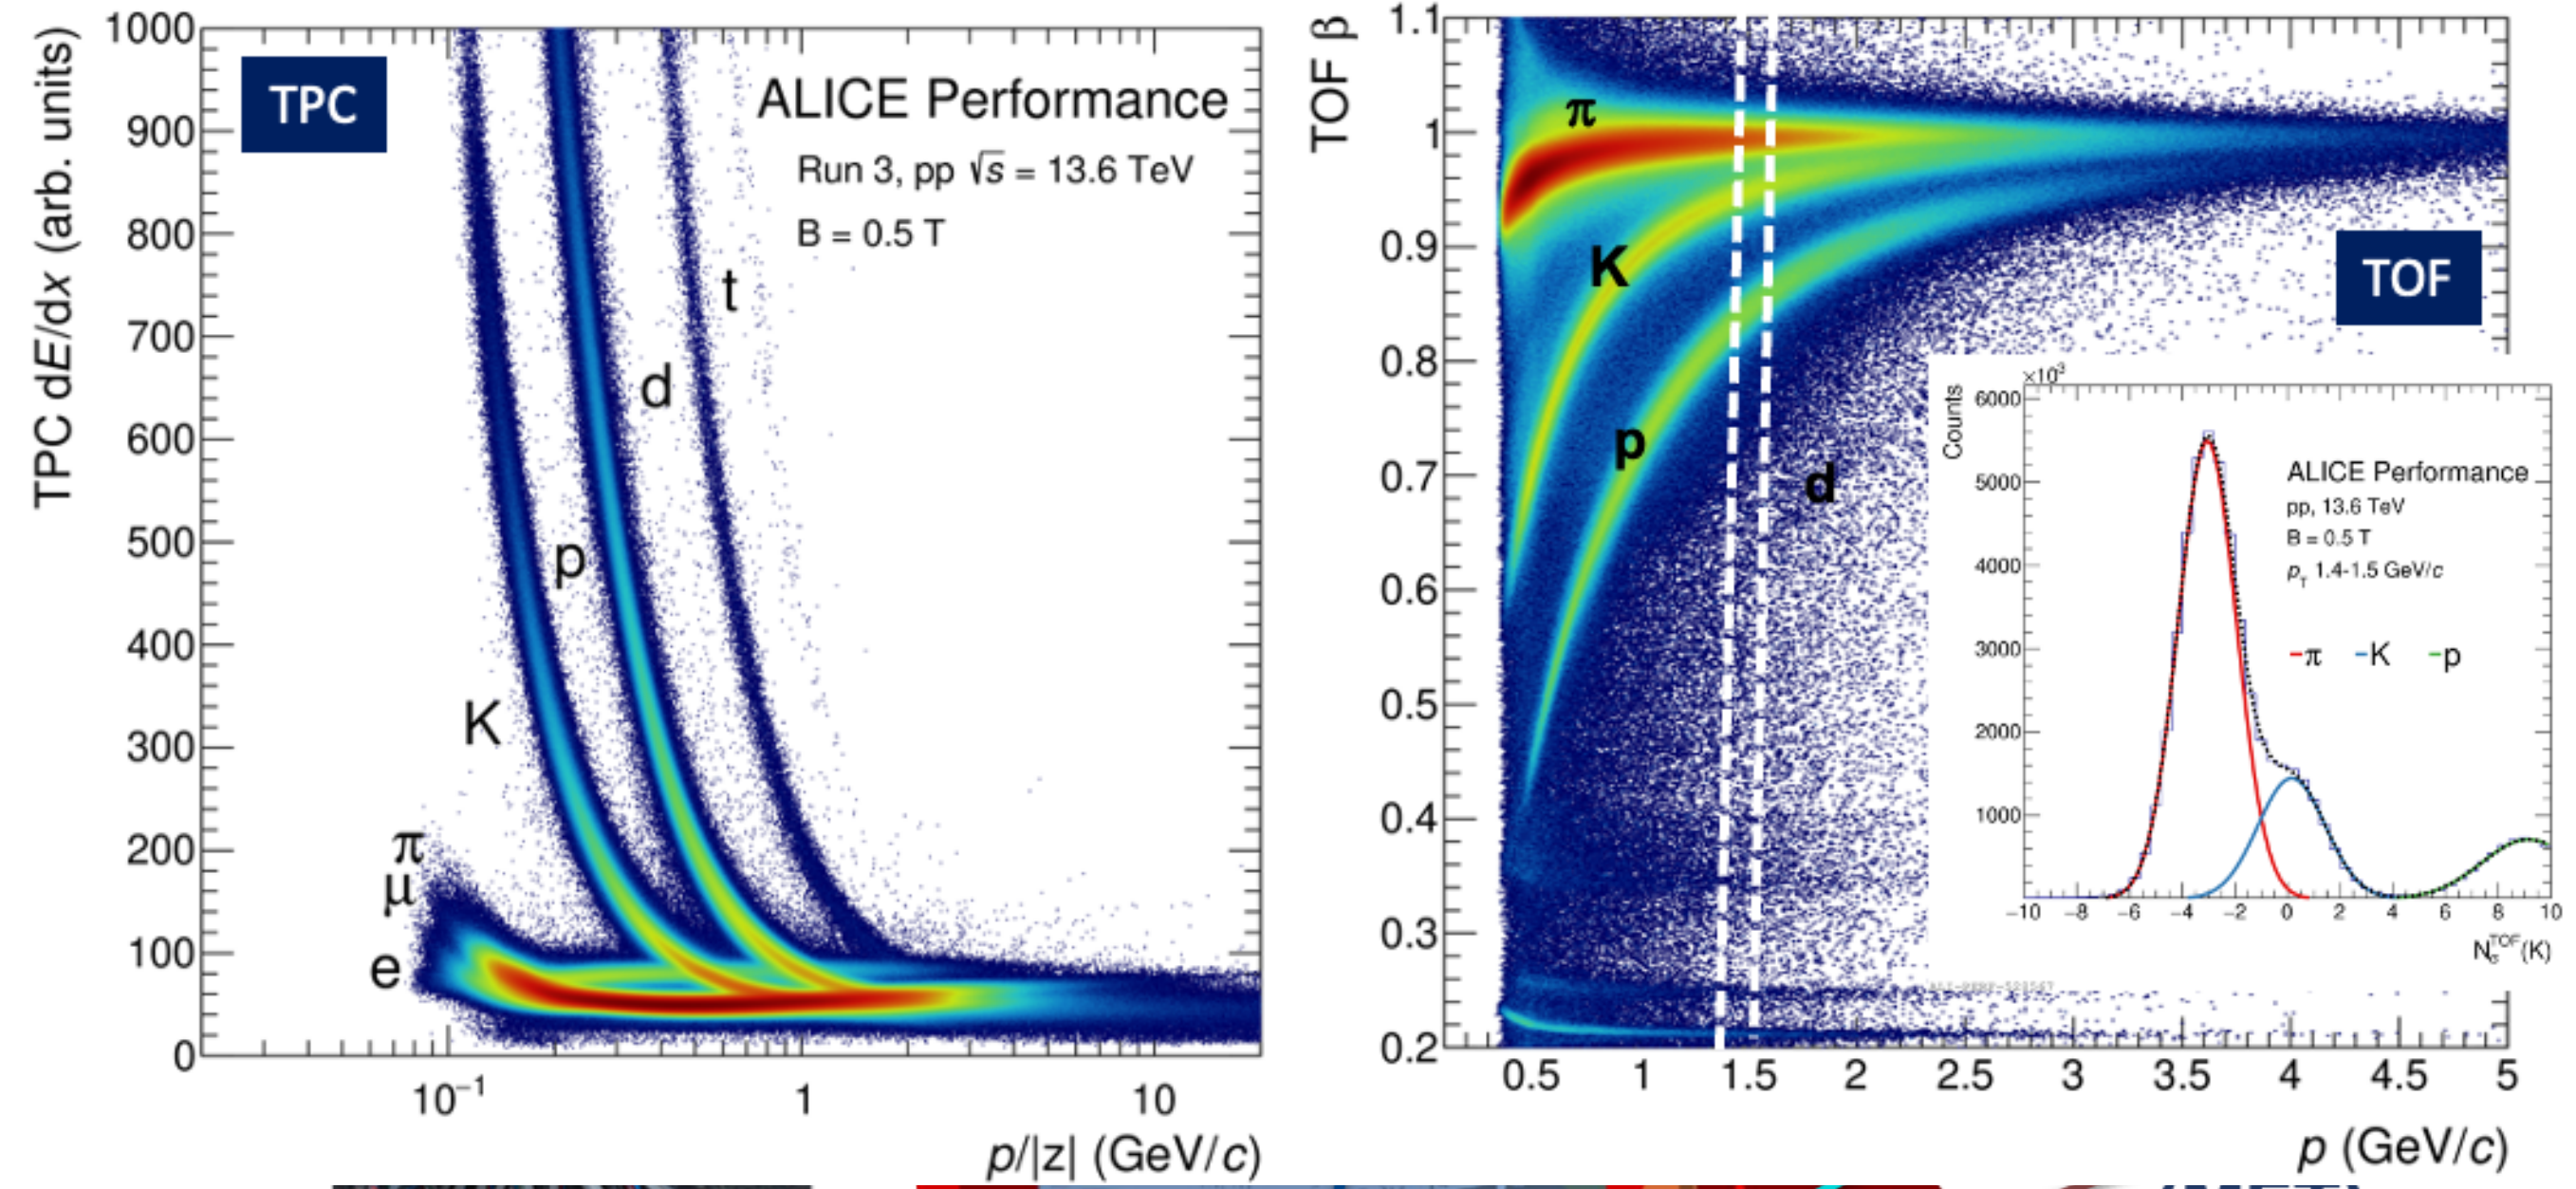 TPC dE/dx (arb. units)
1000
900
800
700
600
500
400
300
200
100
0
TPC
ALICE Performance
Run 3, pp √s = 13.6 TeV
B = 0.5 T
t
d
p
K
π
μ
e
10⁻¹
1
10
p/|z| (GeV/c)
TOF β
1.1
1
0.9
0.8
0.7
0.6
0.5
0.4
0.3
0.2
π
K
p
d
TOF
0.5
1
1.5
2
2.5
3
3.5
4
4.5
5
p (GeV/c)
Counts
×10³
6000
5000
4000
3000
2000
1000
ALICE Performance
pp, 13.6 TeV
B = 0.5 T
p_T 1.4-1.5 GeV/c
π K p
−10 −8 −6 −4 −2 0 2 4 6 8 10
N_σ^TOF (K)